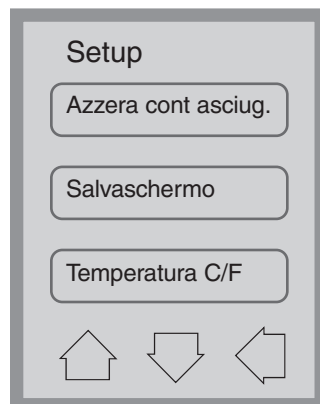 Setup
Azzera cont asciug.
Salvaschermo
Temperatura C/F